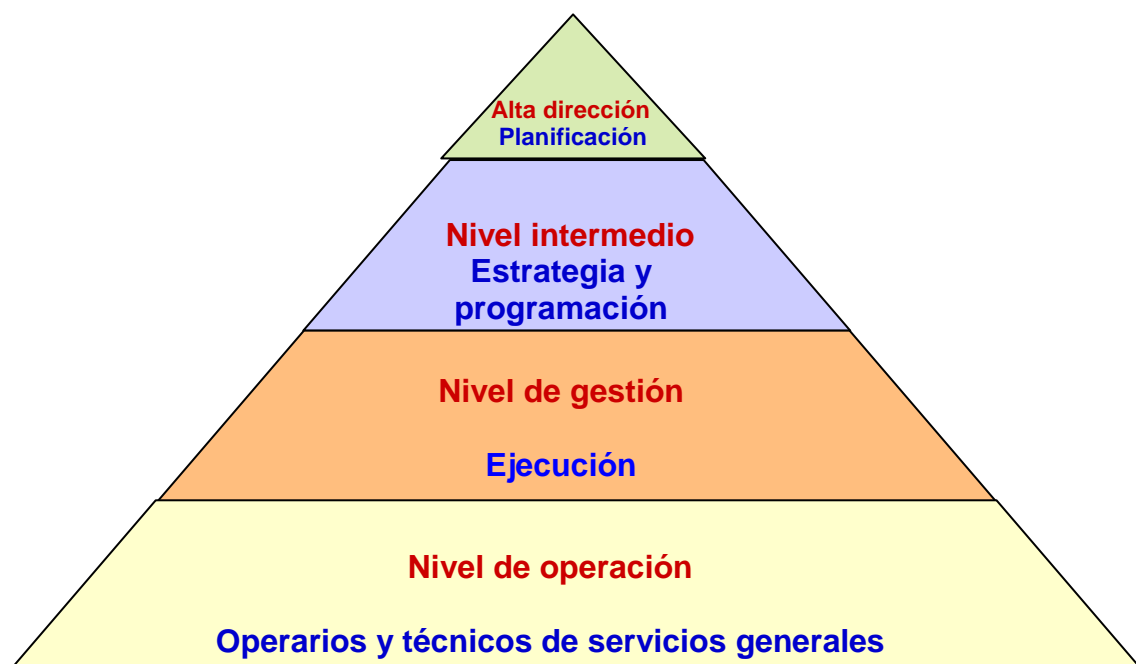 Alta dirección
Planificación
Nivel intermedio
Estrategia y
programación
Nivel de gestión
Ejecución
Nivel de operación
Operarios y técnicos de servicios generales